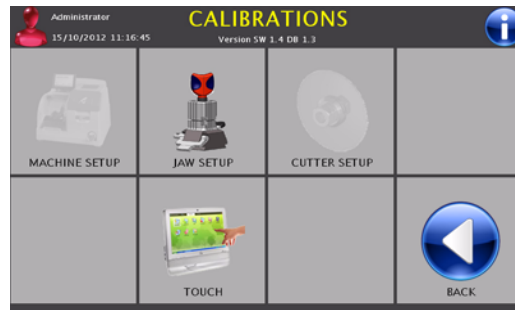 Administrator
CALIBRATIONS
15/10/2012 11:16:45
Version SW 1.4 DB 1.3
MACHINE SETUP
JAW SETUP
CUTTER SETUP
TOUCH
BACK